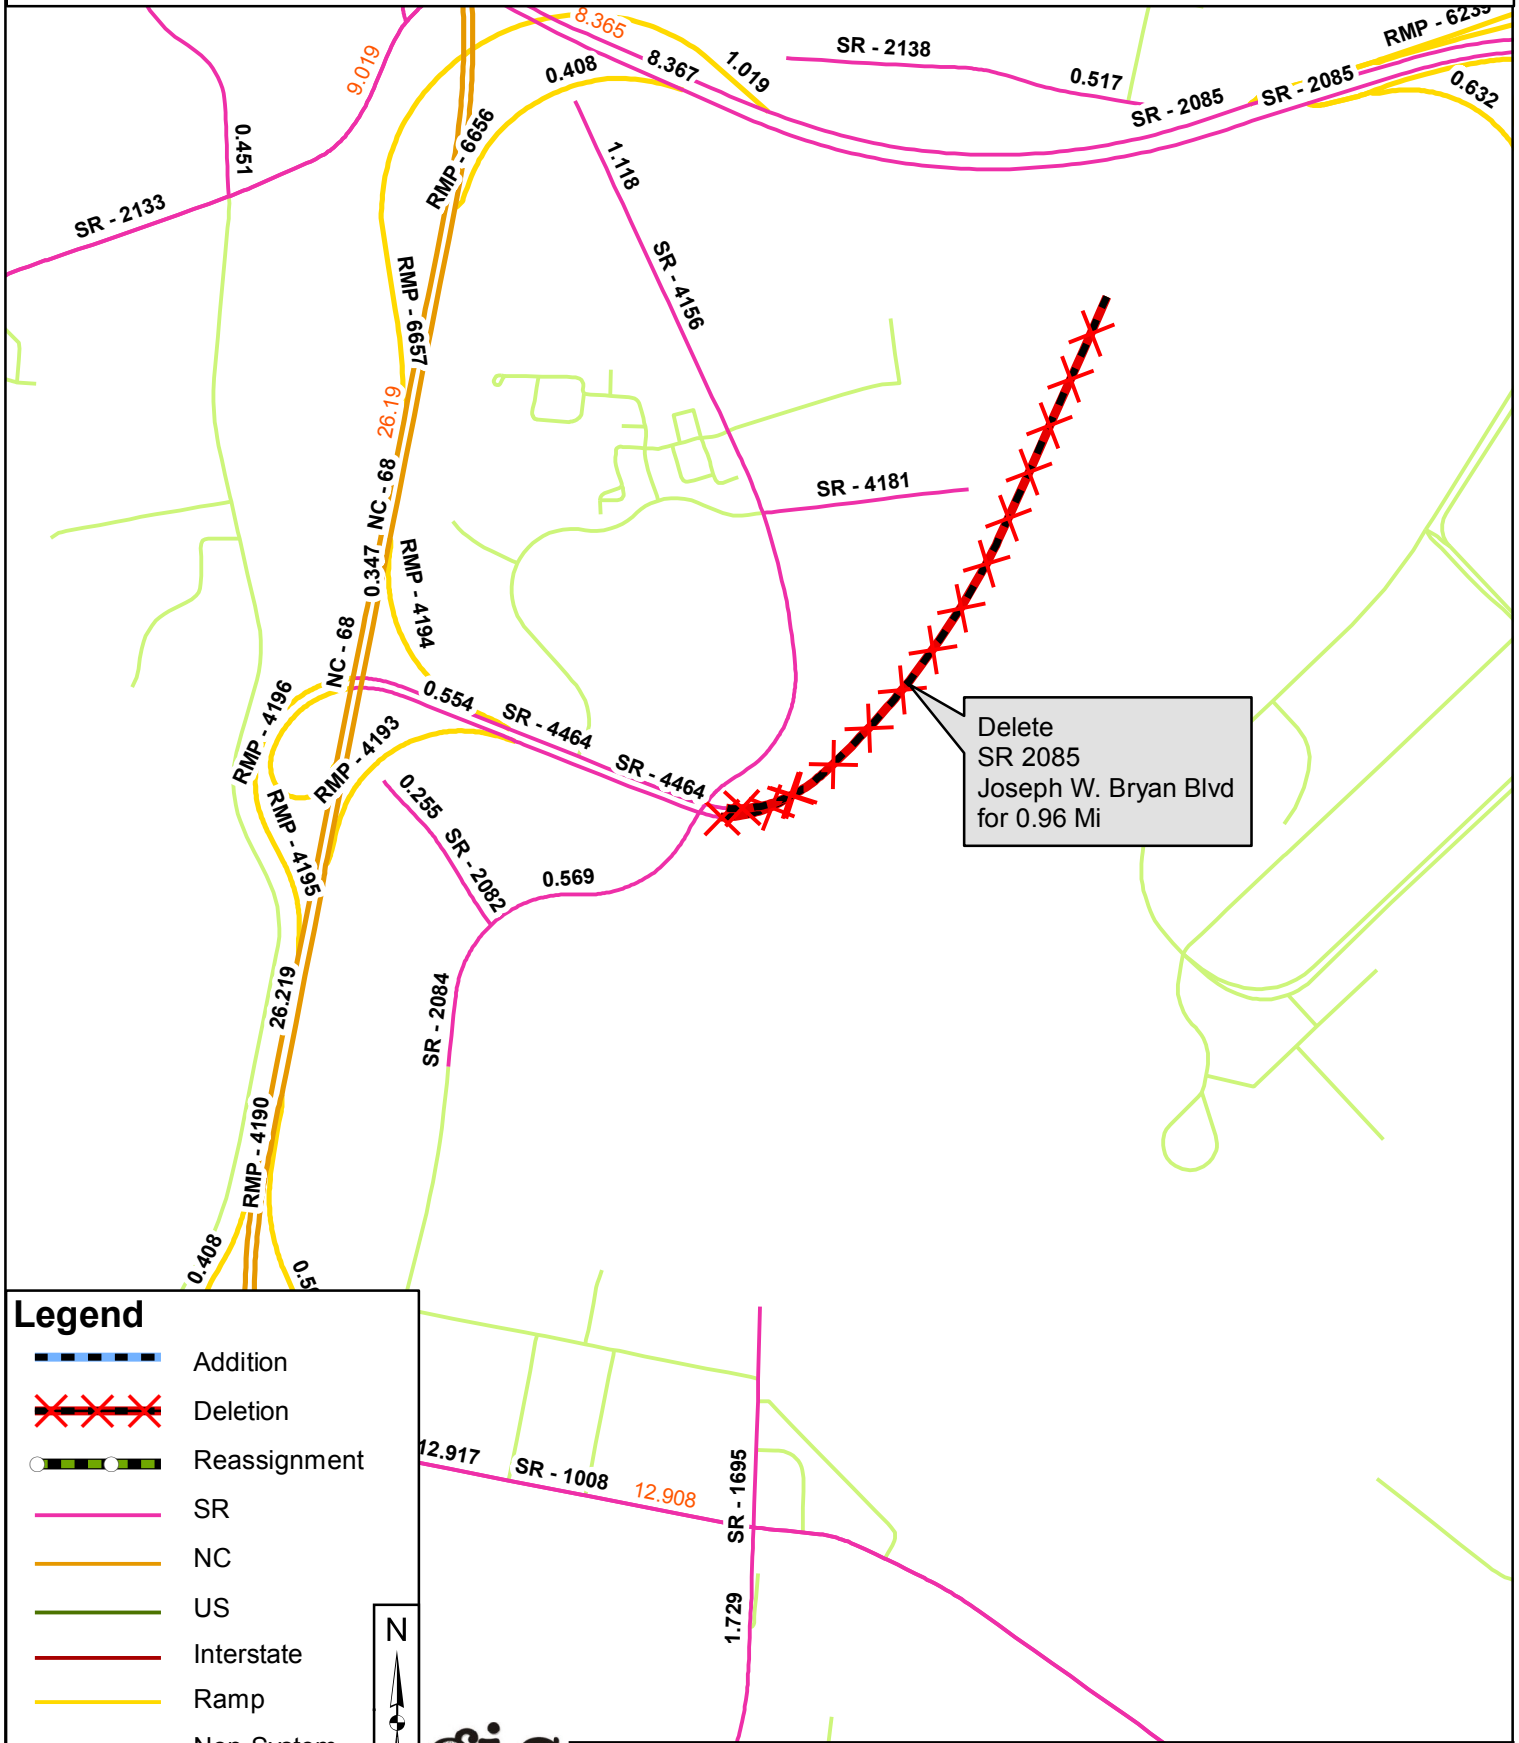 8.365
RMP - 6239
9.019
0.408
8.367
1.019
SR - 2138
0.517
SR - 2085
SR - 2085
0.632
0.451
RMP - 6656
1.118
SR - 2133
SR - 4156
RMP - 6657
26.19
NC - 68
SR - 4181
0.347
RMP - 4194
NC - 68
0.554
SR - 4464
SR - 4464
RMP - 4196
RMP - 4193
Delete
SR 2085
Joseph W. Bryan Blvd
for 0.96 Mi
0.255
SR - 2082
RMP - 4195
0.569
26.219
SR - 2084
RMP - 4190
0.408
Legend
Addition
Deletion
Reassignment
SR
NC
US
Interstate
Ramp
Non System
N
12.917
SR - 1008
12.908
SR - 1695
1.729